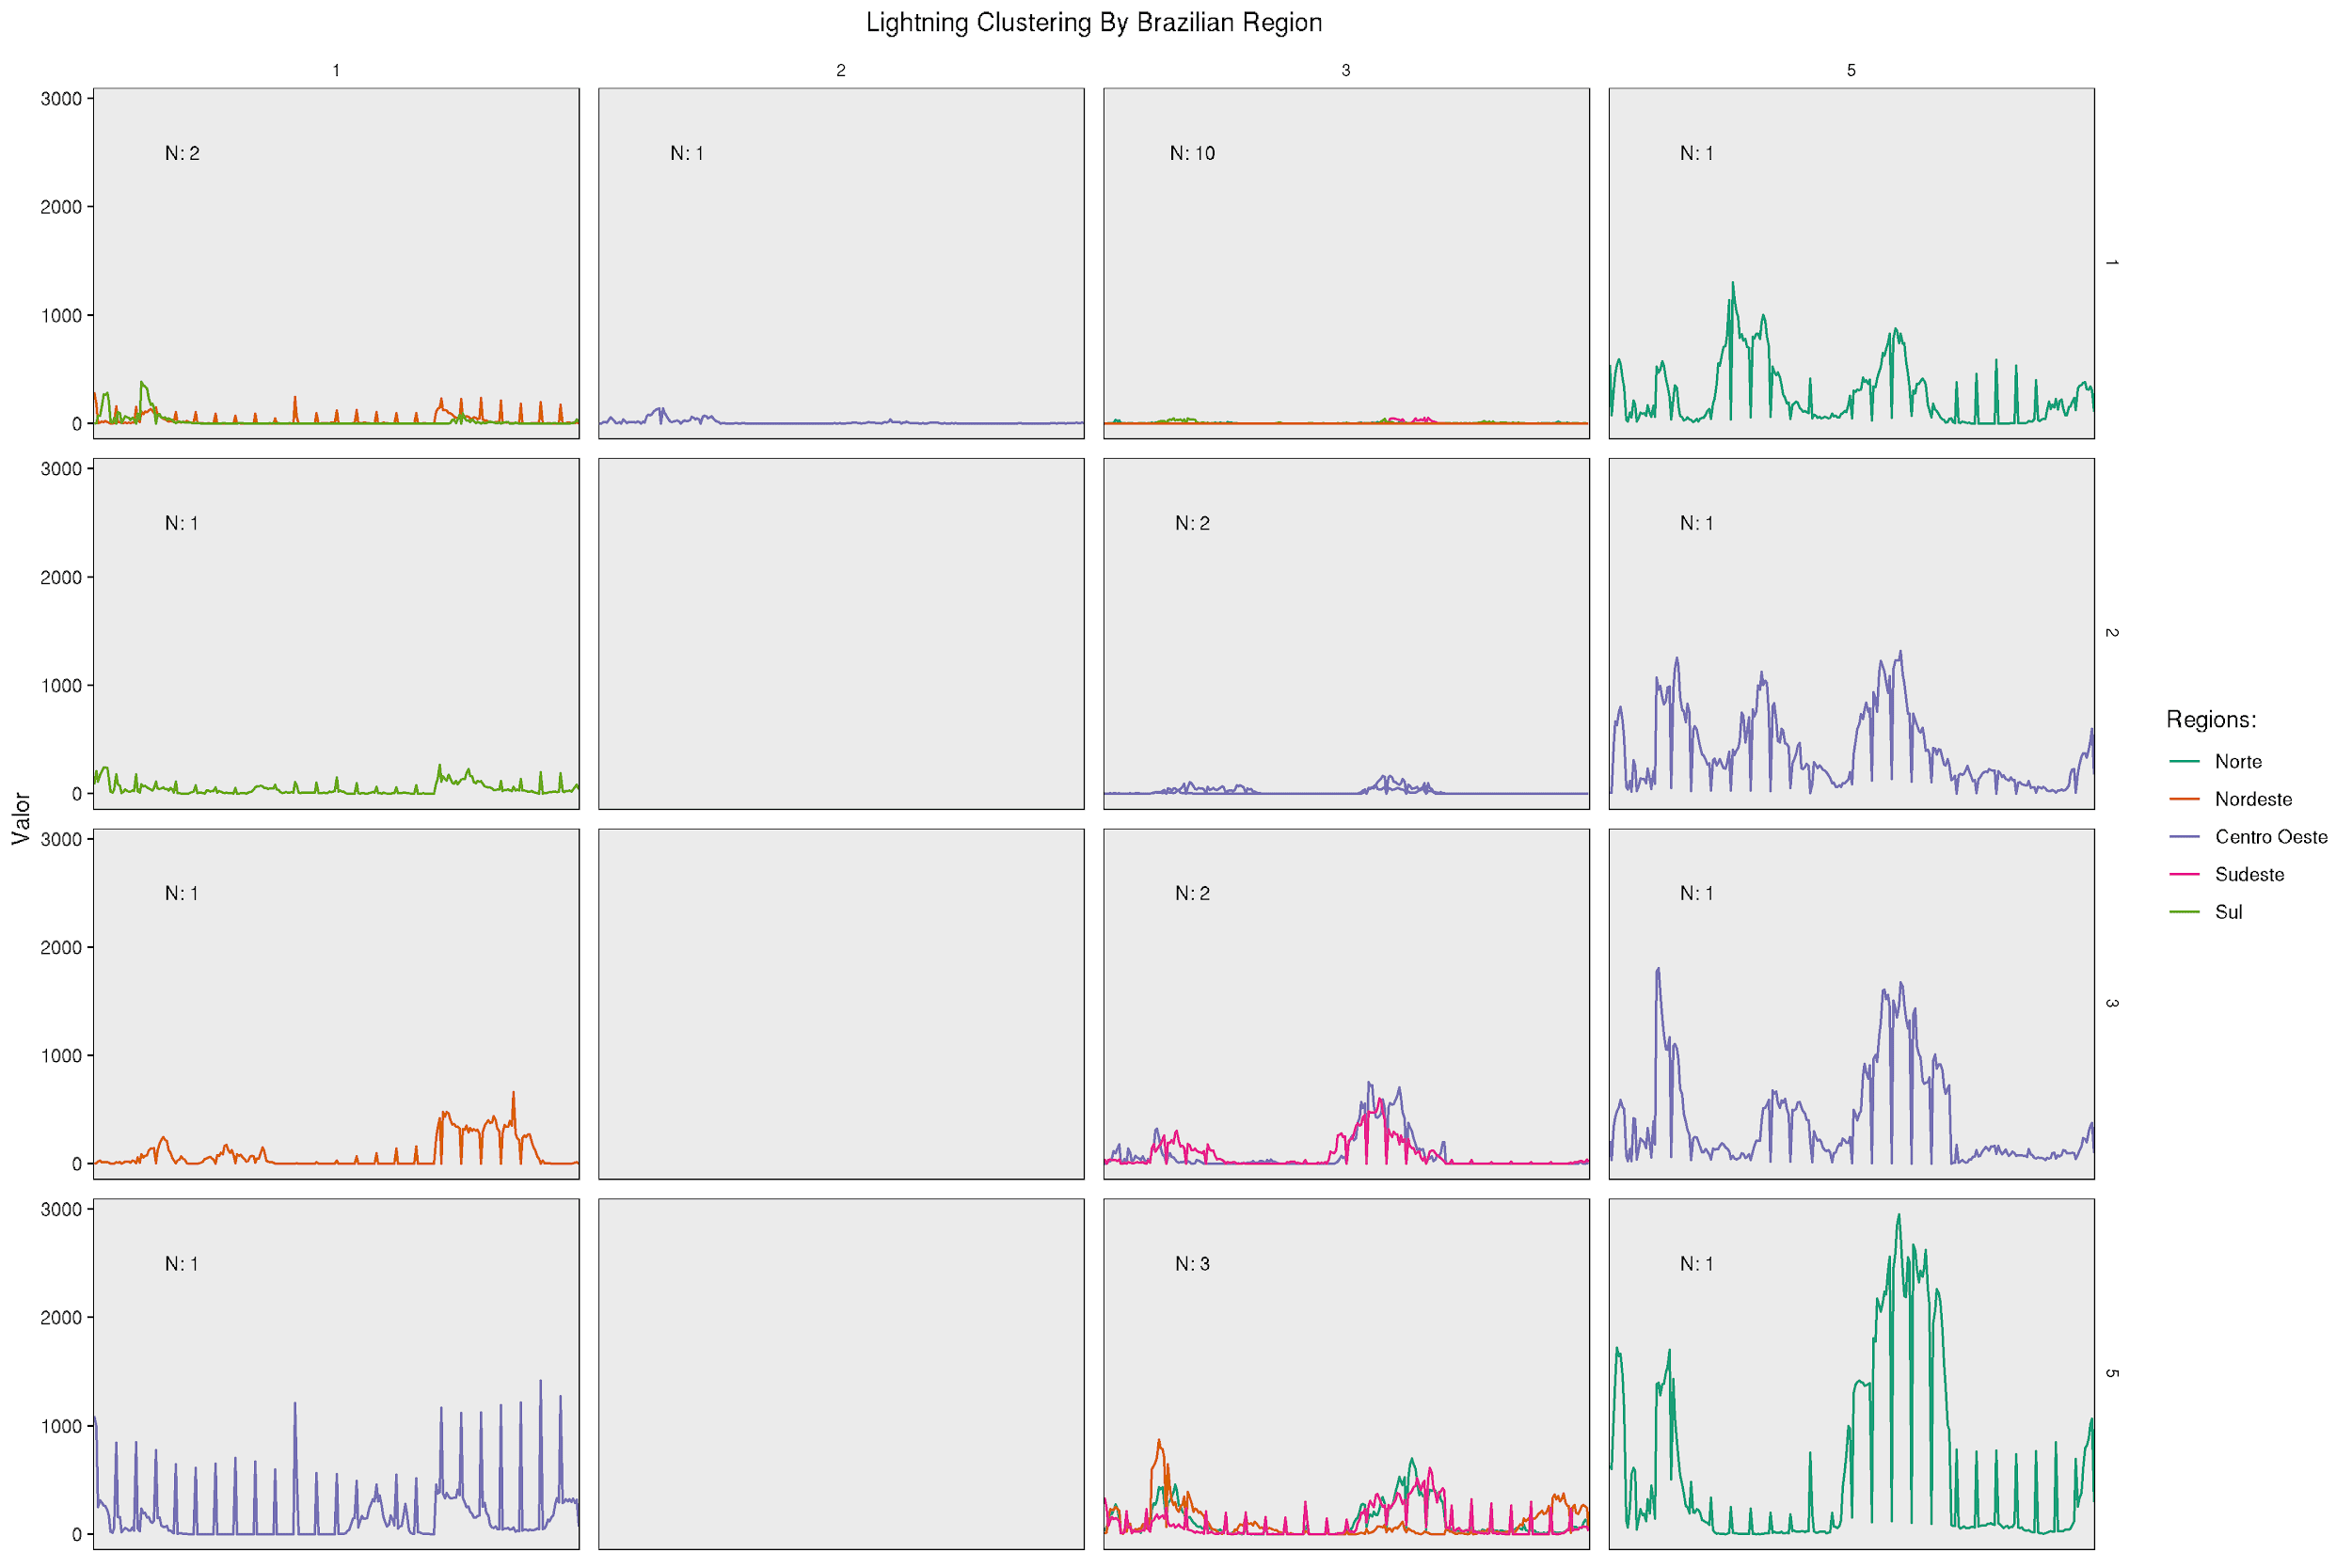 Lightning Clustering By Brazilian Region
1 2 3 5
3000
2000
1000
0
N: 2
N: 1
N: 10
N: 1
1
3000
2000
1000
0
N: 1
N: 2
N: 1
2
3000
2000
1000
0
N: 1
N: 2
N: 1
3
3000
2000
1000
0
N: 1
N: 3
N: 1
5
Valor
Regions:
Norte
Nordeste
Centro Oeste
Sudeste
Sul